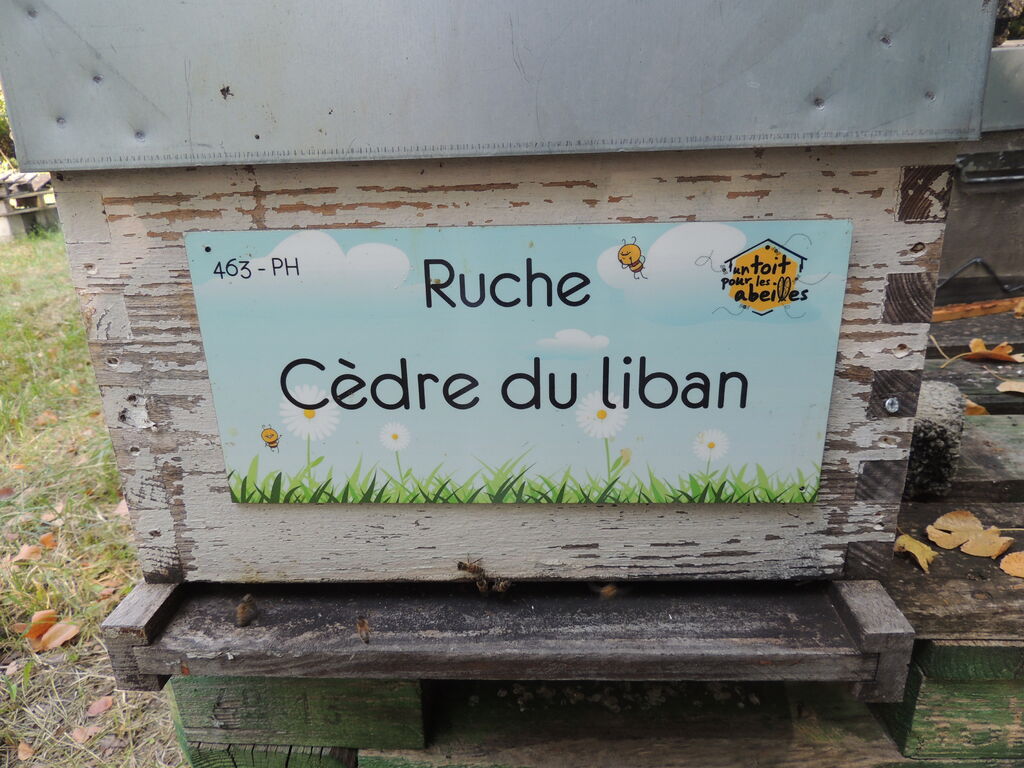 463 - PH
Ruche
un toit
pour les
abeilles
Cèdre du liban